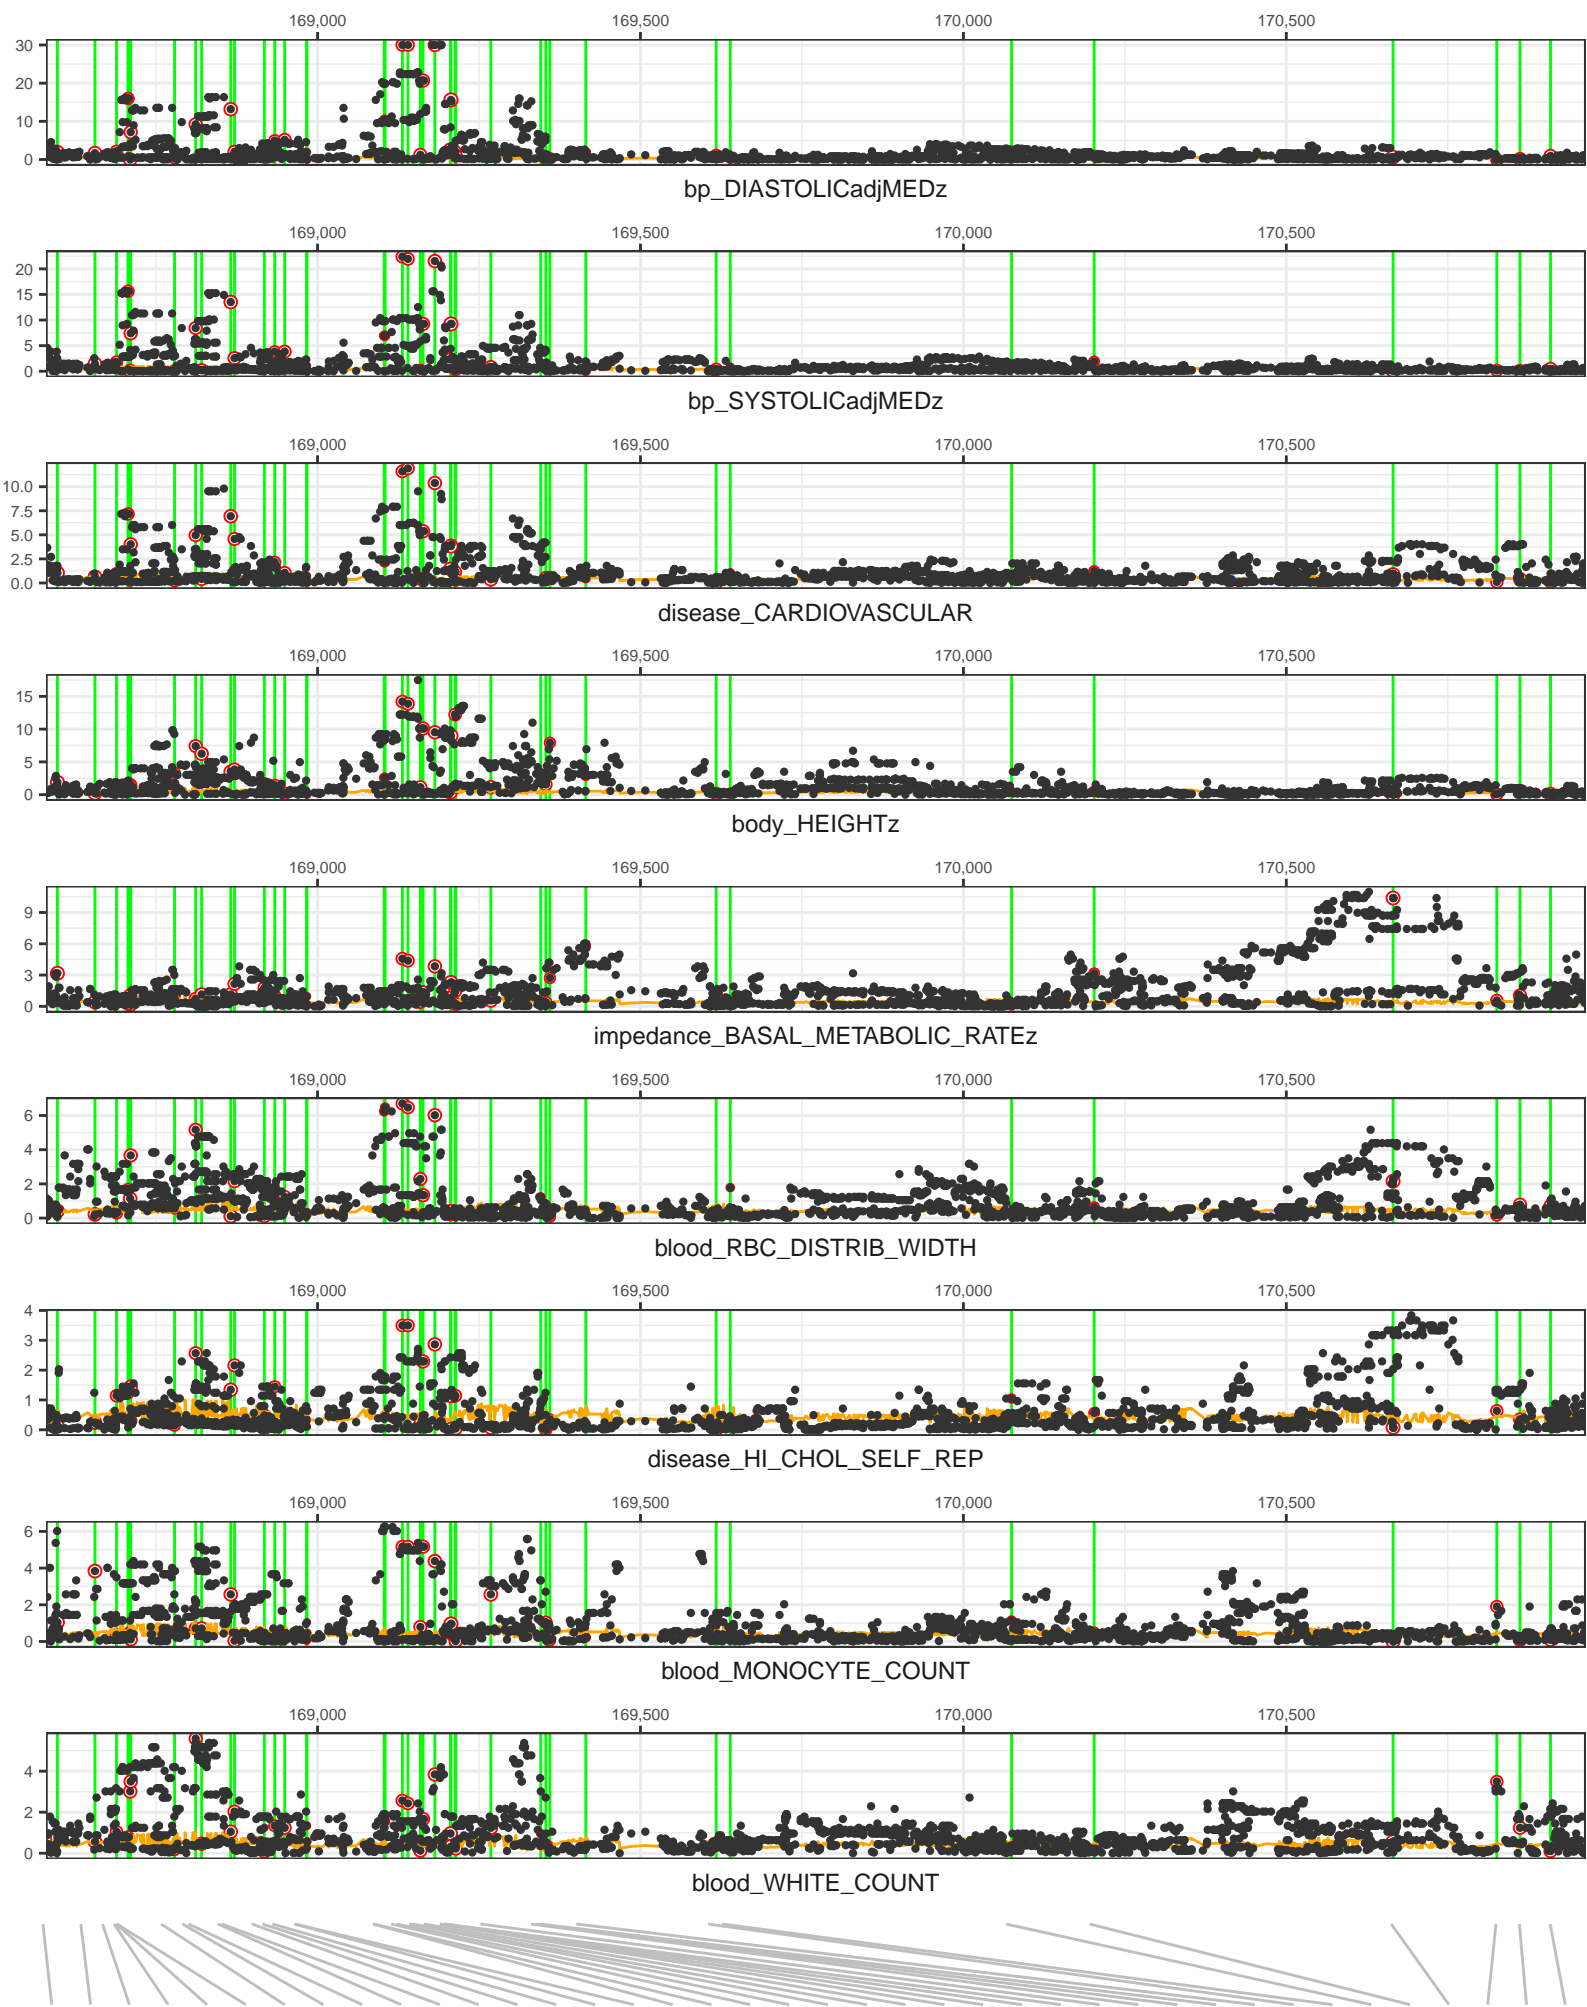 169,000 169,500 170,000 170,500
30
20
10
0
bp_DIASTOLICadjMEDz
169,000 169,500 170,000 170,500
20
15
10
5
0
bp_SYSTOLICadjMEDz
169,000 169,500 170,000 170,500
10.0
7.5
5.0
2.5
0.0
disease_CARDIOVASCULAR
169,000 169,500 170,000 170,500
15
10
5
0
body_HEIGHTz
169,000 169,500 170,000 170,500
9
6
3
0
impedance_BASAL_METABOLIC_RATEz
169,000 169,500 170,000 170,500
6
4
2
0
blood_RBC_DISTRIB_WIDTH
169,000 169,500 170,000 170,500
4
3
2
1
0
disease_HI_CHOL_SELF_REP
169,000 169,500 170,000 170,500
6
4
2
0
blood_MONOCYTE_COUNT
169,000 169,500 170,000 170,500
4
2
0
blood_WHITE_COUNT